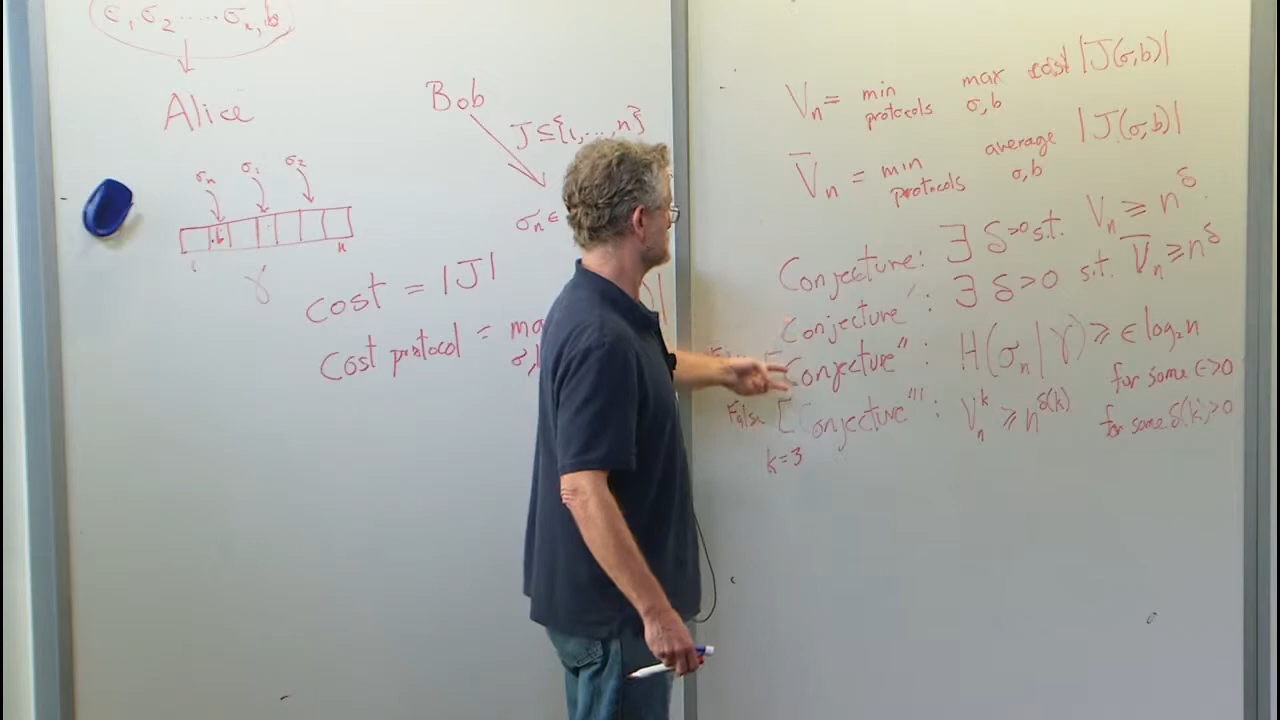 σ₁, σ₂ ..... σₙ, b
Alice
Bob
J ⊆ {1,...,n}
σₙ ∈
σₙ σ₁ σ₂
b
1 n
γ
cost = |J|
cost protocol = ma
σ,b
Vₙ = min protocols max σ,b cost |J(σ,b)|
V̄ₙ = min protocols average σ,b |J(σ,b)|
Conjecture: ∃ δ>0 s.t. Vₙ ≥ n^δ.
Conjecture': ∃ δ>0 s.t. V̄ₙ ≥ n^δ
[Conjecture'': H(σₙ|γ) ≥ ε log₂ n
for some ε>0
False [Conjecture''': Vₙ^k ≥ n^δ(k) for some δ(k)>0
k=3